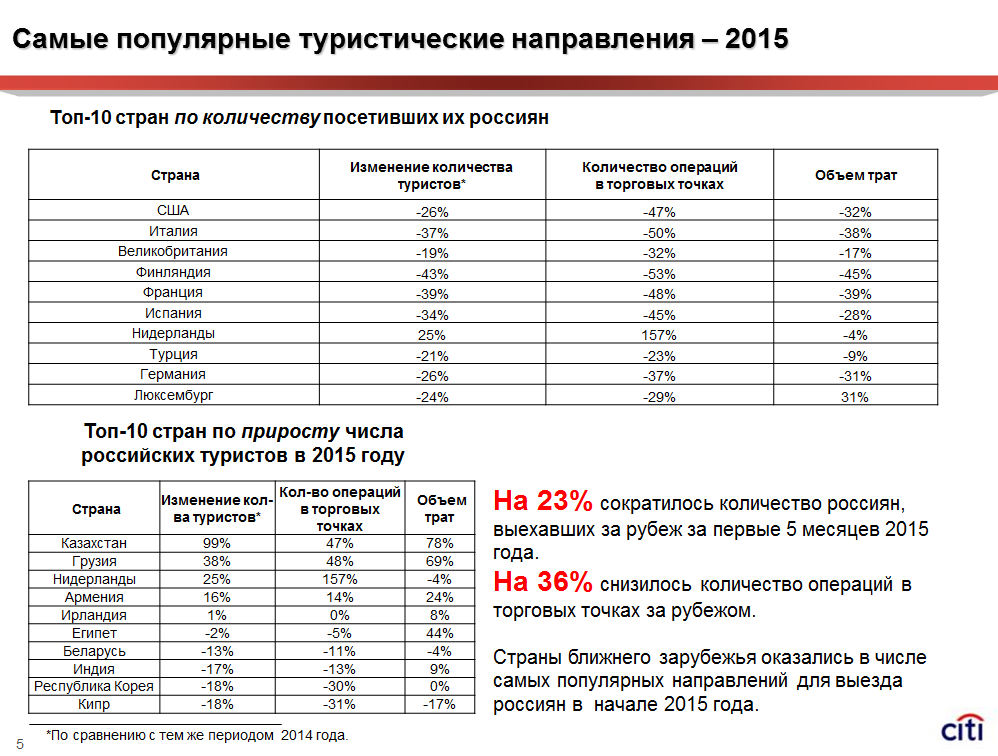 Самые популярные туристические направления – 2015
Топ-10 стран по количеству посетивших их россиян
Страна Изменение количества туристов* Количество операций в торговых точках Объем трат
США -26% -47% -32%
Италия -37% -50% -38%
Великобритания -19% -32% -17%
Финляндия -43% -53% -45%
Франция -39% -48% -39%
Испания -34% -45% -28%
Нидерланды 25% 157% -4%
Турция -21% -23% -9%
Германия -26% -37% -31%
Люксембург -24% -29% 31%
Топ-10 стран по приросту числа
российских туристов в 2015 году
Страна Изменение кол-ва туристов* Кол-во операций в торговых точках Объем трат
Казахстан 99% 47% 78%
Грузия 38% 48% 69%
Нидерланды 25% 157% -4%
Армения 16% 14% 24%
Ирландия 1% 0% 8%
Египет -2% -5% 44%
Беларусь -13% -11% -4%
Индия -17% -13% 9%
Республика Корея -18% -30% 0%
Кипр -18% -31% -17%
На 23% сократилось количество россиян,
выехавших за рубеж за первые 5 месяцев 2015
года.
На 36% снизилось количество операций в
торговых точках за рубежом.
Страны ближнего зарубежья оказались в числе
самых популярных направлений для выезда
россиян в начале 2015 года.
*По сравнению с тем же периодом 2014 года.
5
citi